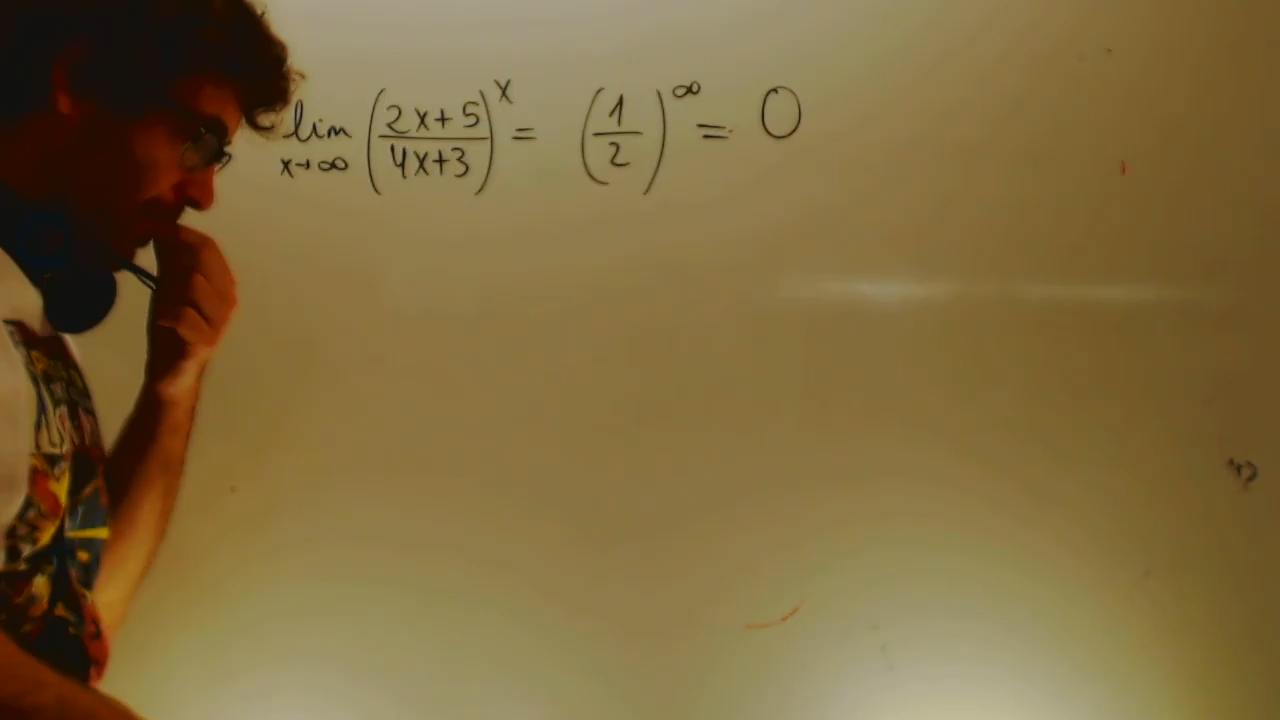 lim x→∞ ((2x+5)/(4x+3))^x = (1/2)^∞ = 0